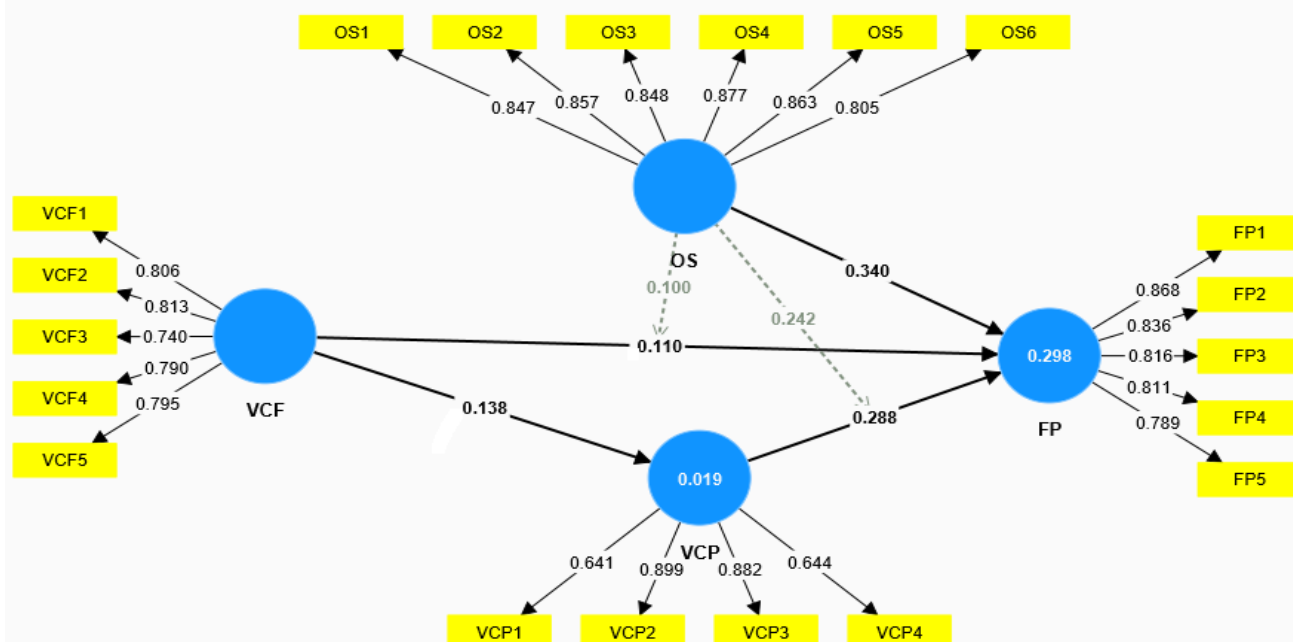 OS1 OS2 OS3 OS4 OS5 OS6
0.847 0.857 0.848 0.877 0.863 0.805
VCF1
VCF2
VCF3
VCF4
VCF5
0.806
0.813
0.740
0.790
0.795
VCF
OS
0.100
0.242
0.340
0.110
0.138
0.288
0.019
VCP
0.641 0.899 0.882 0.644
VCP1 VCP2 VCP3 VCP4
0.298
FP
0.868
0.836
0.816
0.811
0.789
FP1
FP2
FP3
FP4
FP5